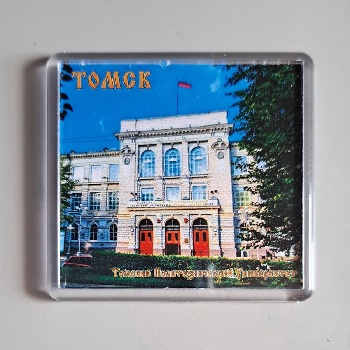 ТОМСК
Томский Политехнический Университет